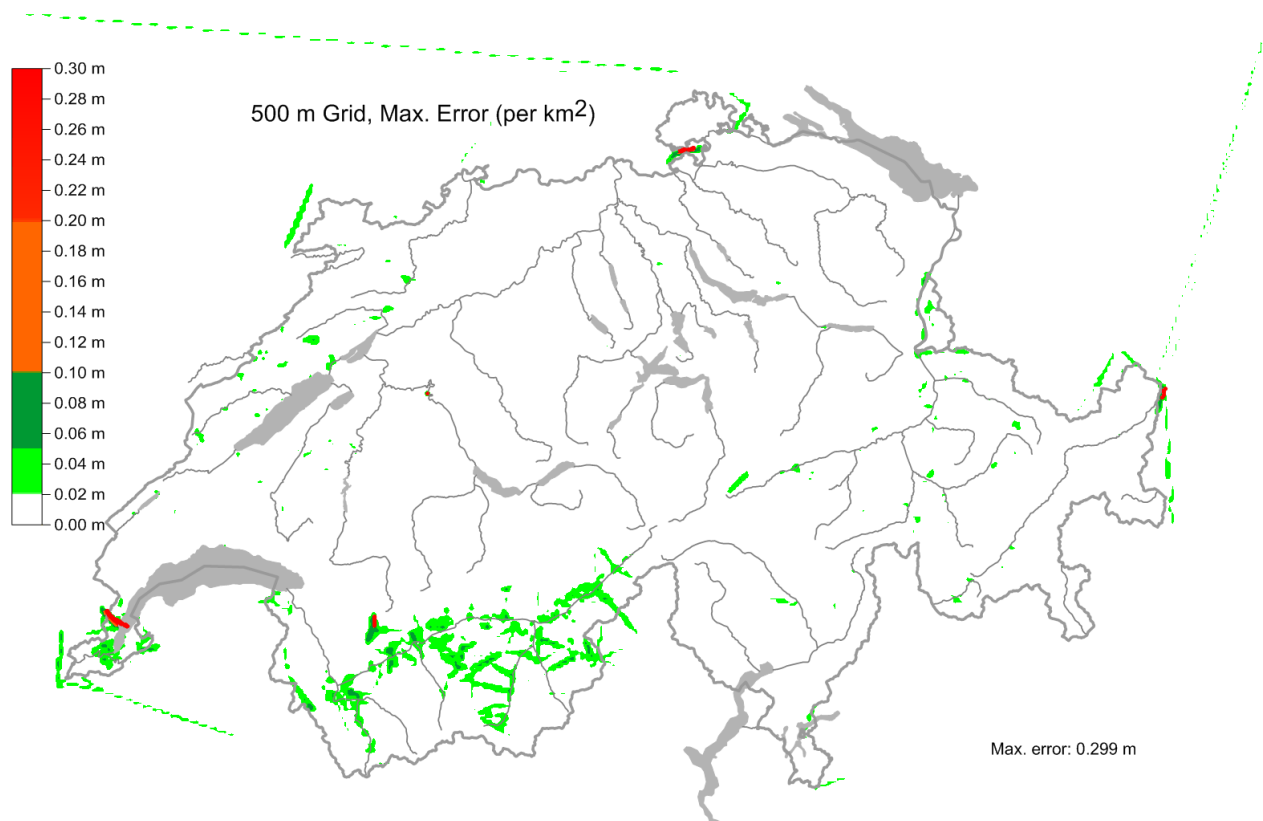 0.30 m
0.28 m
500 m Grid, Max. Error (per km2)
0.26 m
0.24 m
0.22 m
0.20 m
0.18 m
0.16 m
0.14 m
0.12 m
0.10 m
0.08 m
0.06 m
0.04 m
0.02 m
0.00 m
Max. error: 0.299 m